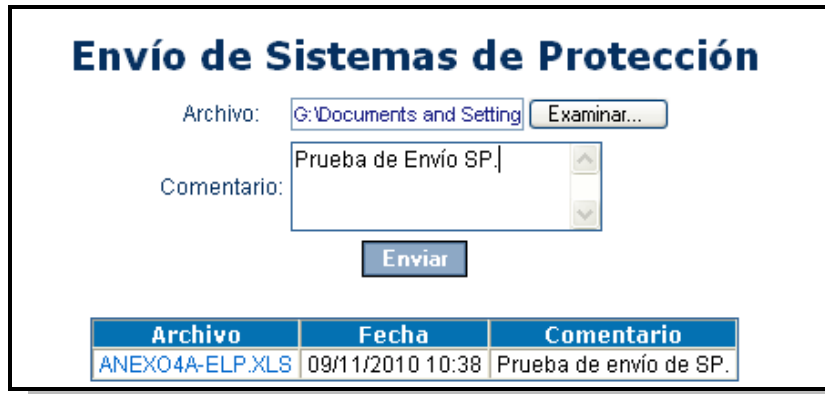 Envío de Sistemas de Protección
Archivo: G:\Documents and Setting Examinar...
Comentario: Prueba de Envío SP.
Enviar
Archivo Fecha Comentario
ANEXO4A-ELP.XLS 09/11/2010 10:38 Prueba de envío de SP.